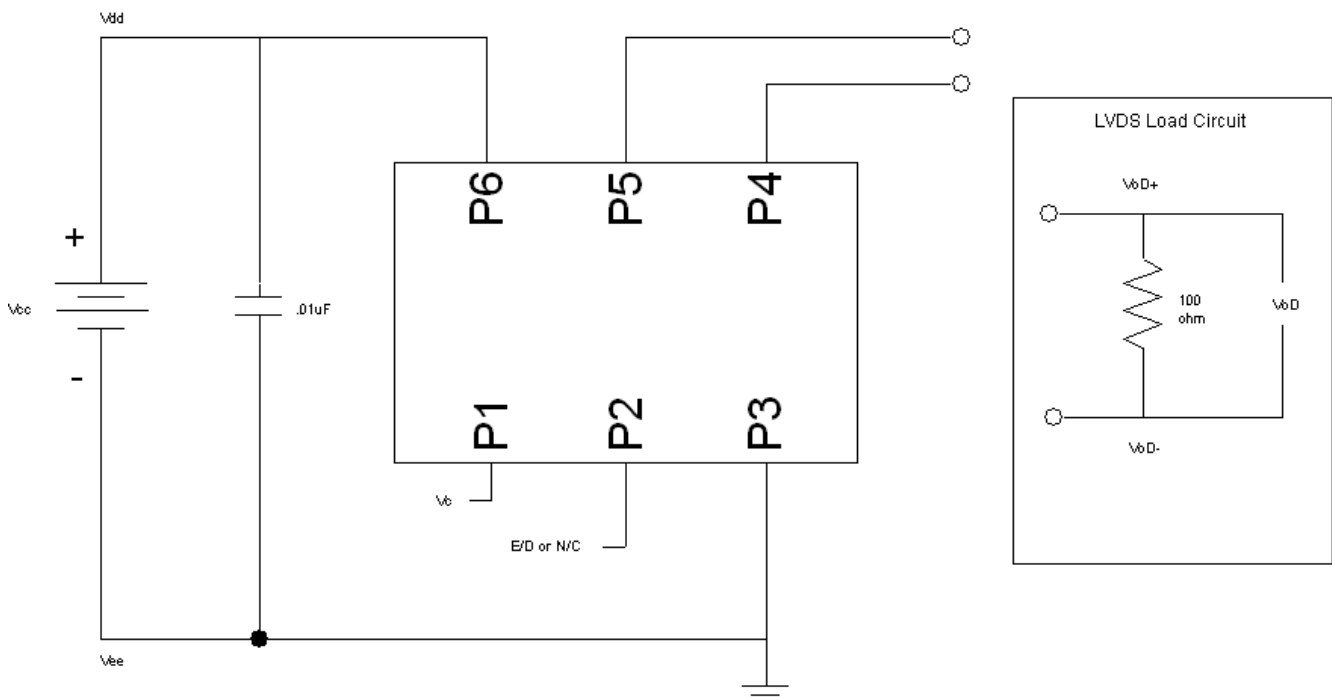 Vdd
LVDS Load Circuit
P6
P5
P4
VoD+
+
Vcc
.01uF
100
ohm
VoD
-
P1
P2
P3
VoD-
Vc
E/D or N/C
Vee